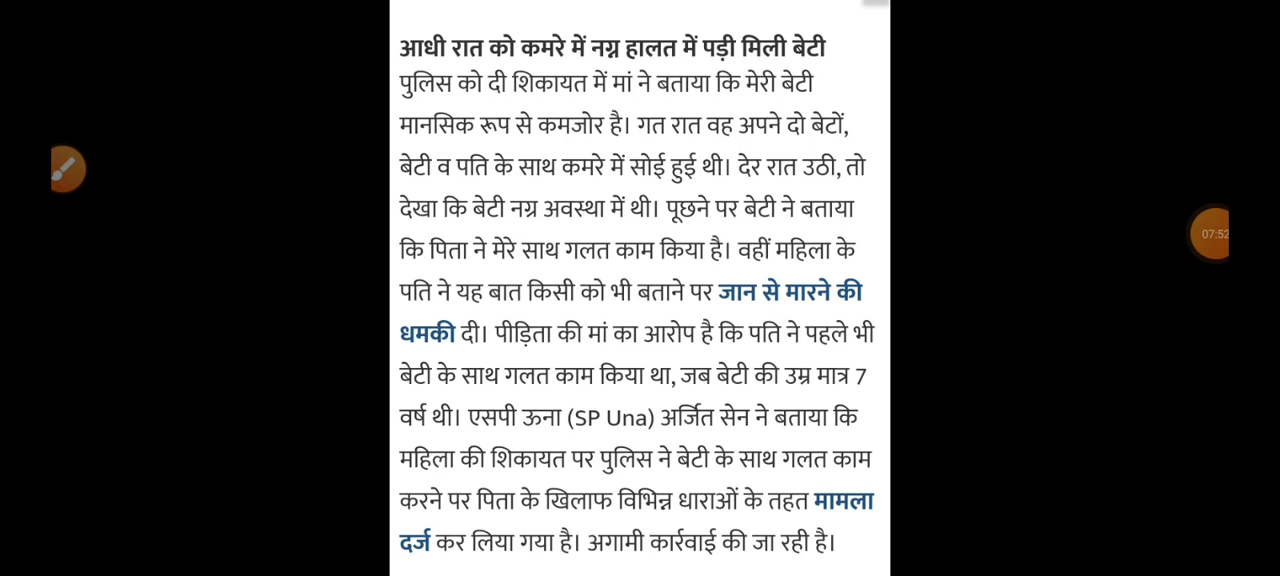 आधी रात को कमरे में नग्न हालत में पड़ी मिली बेटी
पुलिस को दी शिकायत में मां ने बताया कि मेरी बेटी
मानसिक रूप से कमजोर है। गत रात वह अपने दो बेटों,
बेटी व पति के साथ कमरे में सोई हुई थी। देर रात उठी, तो
देखा कि बेटी नग्र अवस्था में थी। पूछने पर बेटी ने बताया
कि पिता ने मेरे साथ गलत काम किया है। वहीं महिला के
पति ने यह बात किसी को भी बताने पर जान से मारने की
धमकी दी। पीड़िता की मां का आरोप है कि पति ने पहले भी
बेटी के साथ गलत काम किया था, जब बेटी की उम्र मात्र 7
वर्ष थी। एसपी ऊना (SP Una) अर्जित सेन ने बताया कि
महिला की शिकायत पर पुलिस ने बेटी के साथ गलत काम
करने पर पिता के खिलाफ विभिन्न धाराओं के तहत मामला
दर्ज कर लिया गया है। अगामी कार्रवाई की जा रही है।
07:52